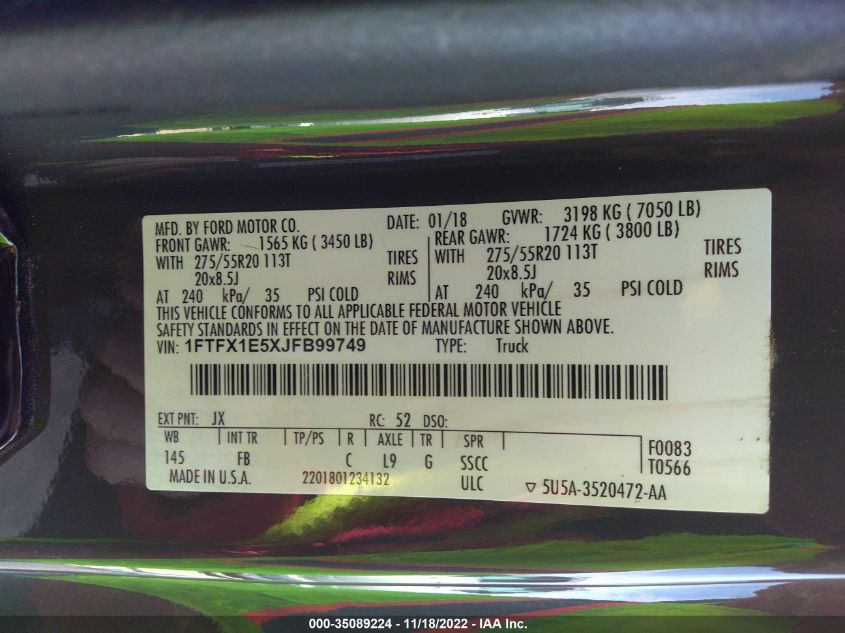 MFD. BY FORD MOTOR CO. DATE: 01/18 GVWR: 3198 KG ( 7050 LB)
FRONT GAWR: 1565 KG ( 3450 LB) REAR GAWR: 1724 KG ( 3800 LB)
WITH 275/55R20 113T TIRES WITH 275/55R20 113T TIRES
20x8.5J RIMS 20x8.5J RIMS
AT 240 kPa/ 35 PSI COLD AT 240 kPa/ 35 PSI COLD
THIS VEHICLE CONFORMS TO ALL APPLICABLE FEDERAL MOTOR VEHICLE
SAFETY STANDARDS IN EFFECT ON THE DATE OF MANUFACTURE SHOWN ABOVE.
VIN: 1FTFX1E5XJFB99749 TYPE: Truck
EXT PNT: JX RC: 52 DSO:
WB INT TR TP/PS R AXLE TR SPR F0083
145 FB C L9 G SSCC T0566
MADE IN U.S.A. 2201801234132 ULC ▽ 5U5A-3520472-AA
000-35089224 - 11/18/2022 - IAA Inc.